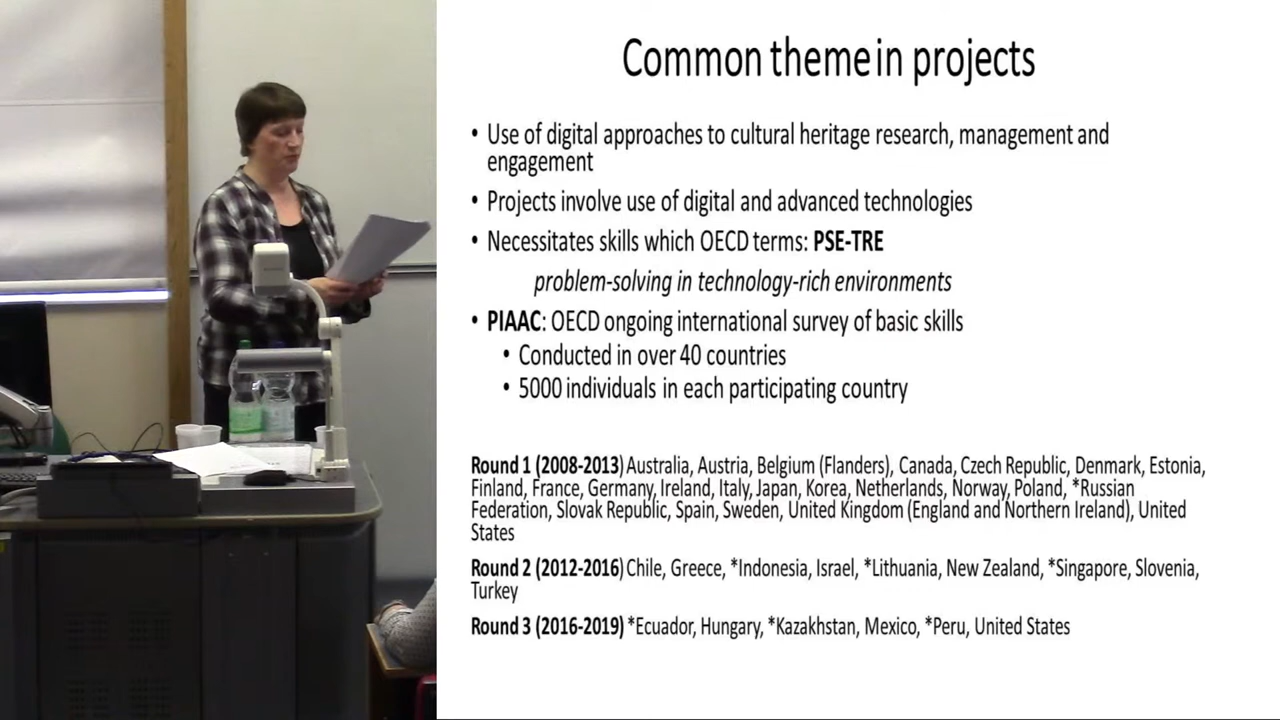 Common theme in projects
• Use of digital approaches to cultural heritage research, management and
engagement
• Projects involve use of digital and advanced technologies
• Necessitates skills which OECD terms: PSE-TRE
problem-solving in technology-rich environments
• PIAAC: OECD ongoing international survey of basic skills
• Conducted in over 40 countries
• 5000 individuals in each participating country
Round 1 (2008-2013) Australia, Austria, Belgium (Flanders), Canada, Czech Republic, Denmark, Estonia,
Finland, France, Germany, Ireland, Italy, Japan, Korea, Netherlands, Norway, Poland, *Russian
Federation, Slovak Republic, Spain, Sweden, United Kingdom (England and Northern Ireland), United
States
Round 2 (2012-2016) Chile, Greece, *Indonesia, Israel, *Lithuania, New Zealand, *Singapore, Slovenia,
Turkey
Round 3 (2016-2019) *Ecuador, Hungary, *Kazakhstan, Mexico, *Peru, United States